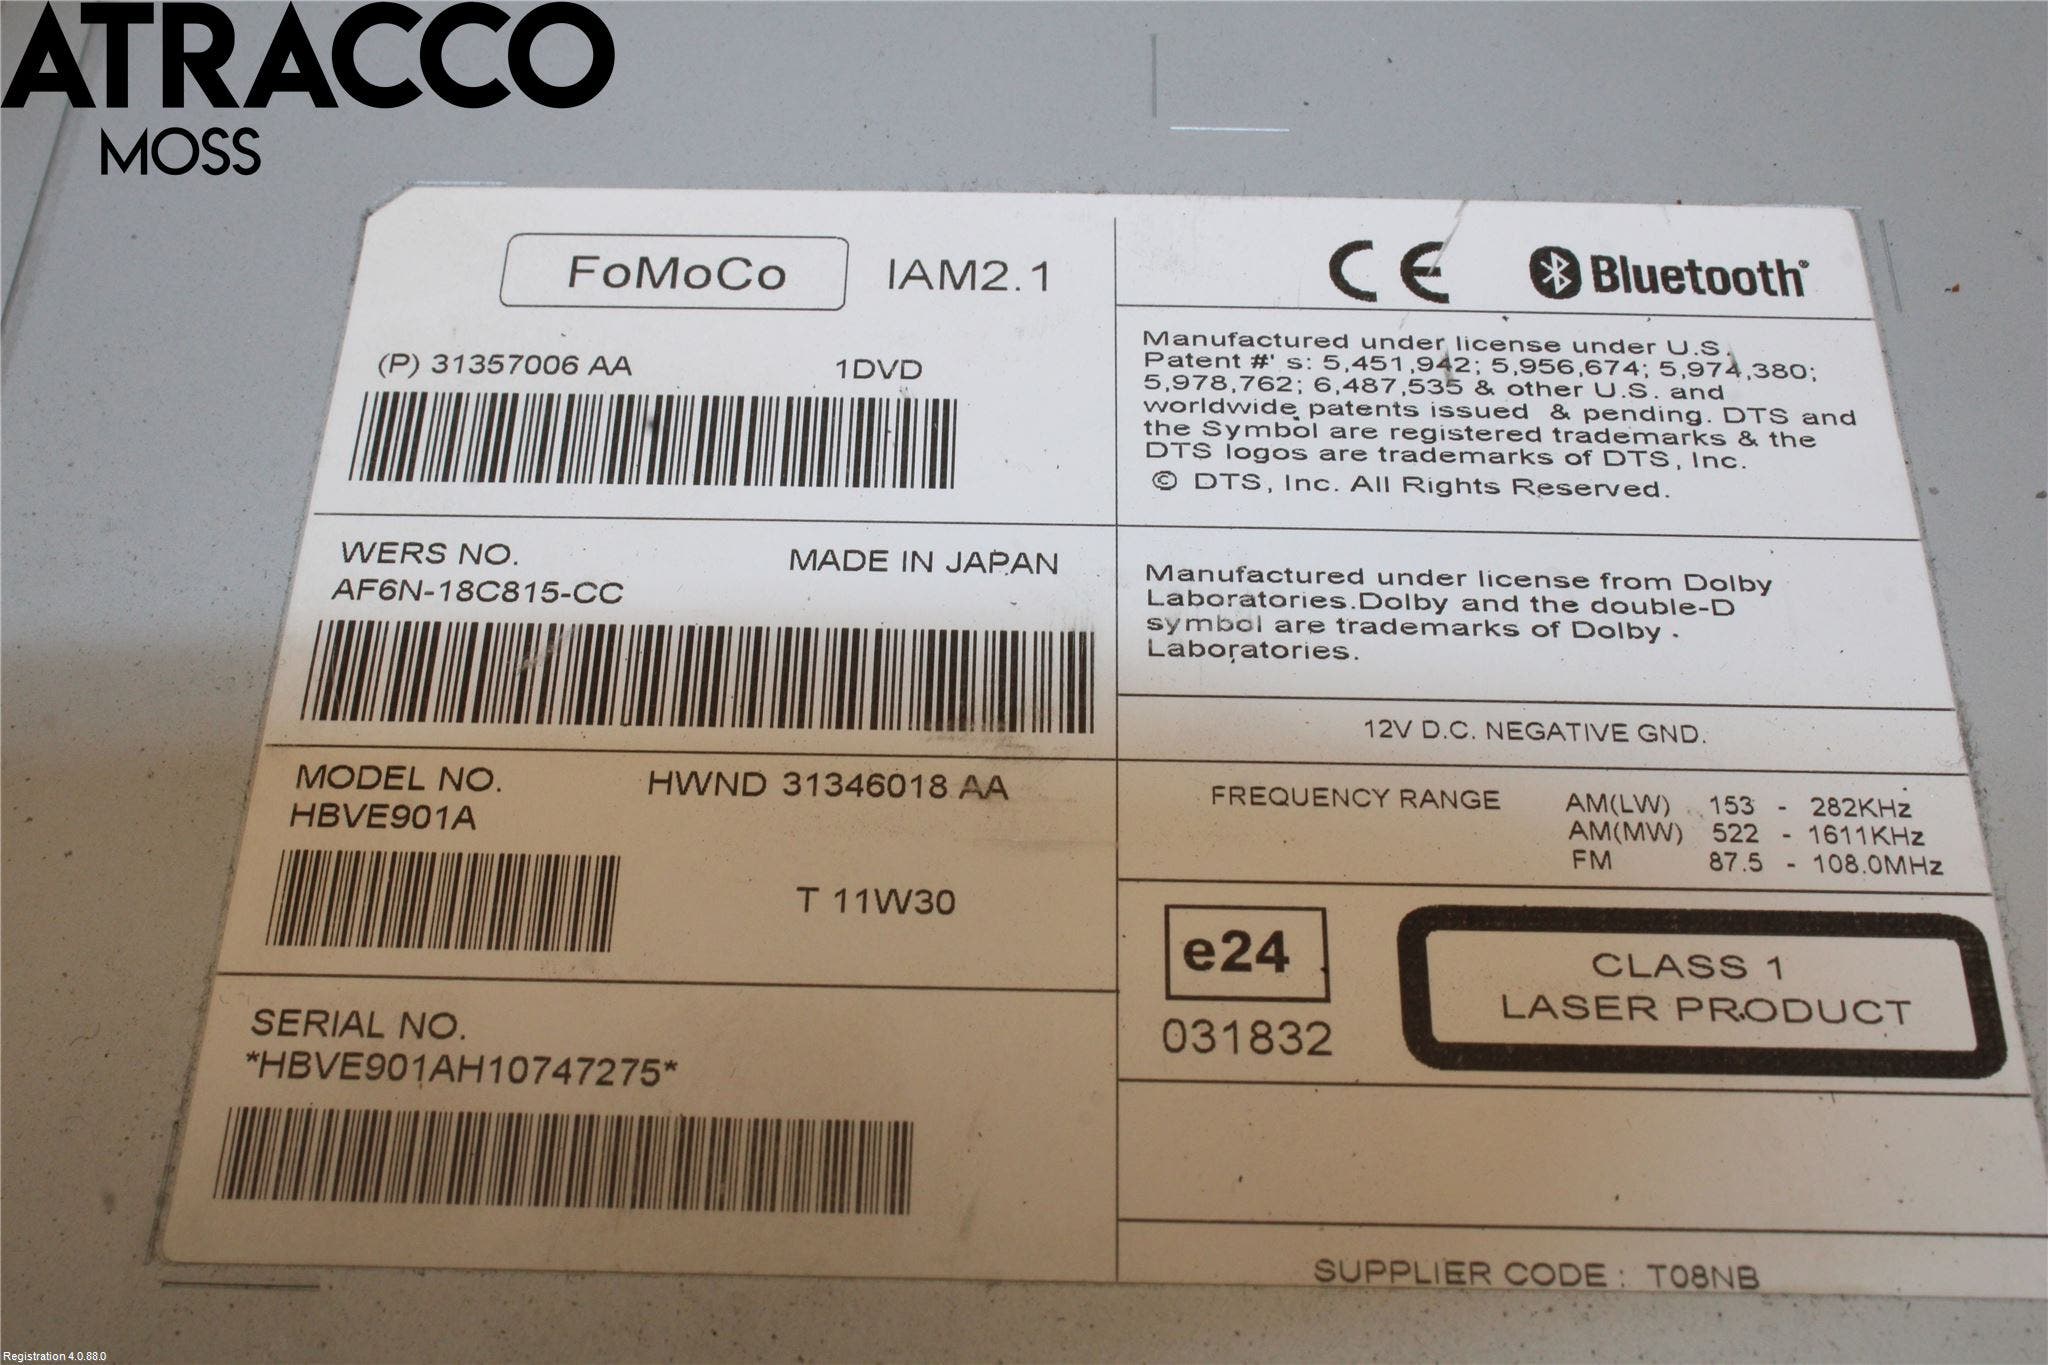 ATRACCO
MOSS
FoMoCo IAM2.1
(P) 31357006 AA 1DVD
WERS NO. MADE IN JAPAN
AF6N-18C815-CC
MODEL NO. HWND 31346018 AA
HBVE901A
T 11W30
SERIAL NO.
*HBVE901AH10747275*
CE Bluetooth®
Manufactured under license under U.S.
Patent #' s: 5,451,942; 5,956,674; 5,974,380;
5,978,762; 6,487,535 & other U.S. and
worldwide patents issued & pending. DTS and
the Symbol are registered trademarks & the
DTS logos are trademarks of DTS, Inc.
© DTS, Inc. All Rights Reserved.
Manufactured under license from Dolby
Laboratories.Dolby and the double-D
symbol are trademarks of Dolby .
Laboratories.
12V D.C. NEGATIVE GND.
FREQUENCY RANGE AM(LW) 153 - 282KHz
AM(MW) 522 - 1611KHz
FM 87.5 - 108.0MHz
e24
031832
CLASS 1
LASER PRODUCT
SUPPLIER CODE : T08NB
Registration 4.0.88.0